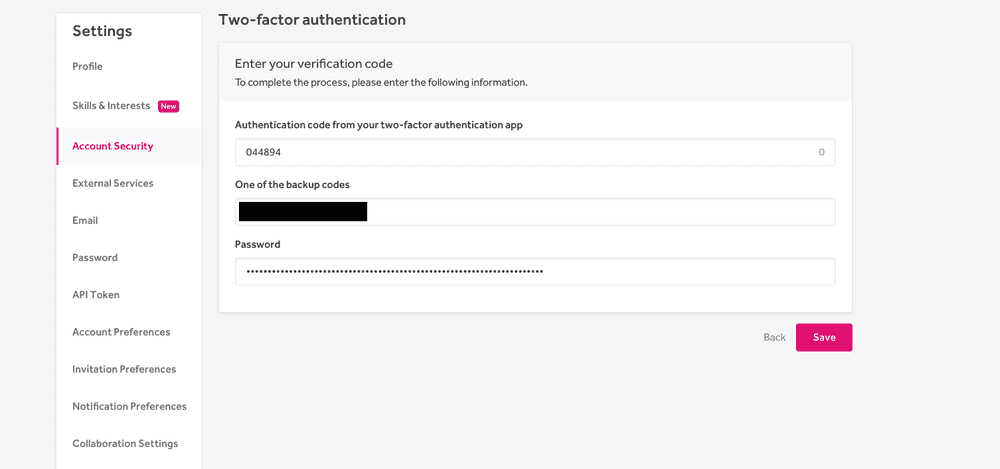 Settings
Profile
Skills & Interests New
Account Security
External Services
Email
Password
API Token
Account Preferences
Invitation Preferences
Notification Preferences
Collaboration Settings
Two-factor authentication
Enter your verification code
To complete the process, please enter the following information.
Authentication code from your two-factor authentication app
044894 0
One of the backup codes
Password
Back Save